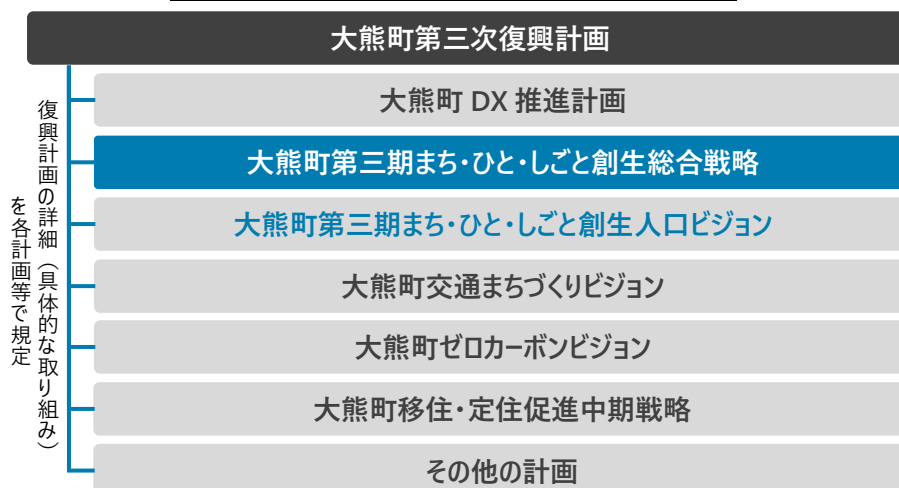 大熊町第三次復興計画
復興計画の詳細（具体的な取り組み）
を各計画等で規定
大熊町 DX 推進計画
大熊町第三期まち・ひと・しごと創生総合戦略
大熊町第三期まち・ひと・しごと創生人口ビジョン
大熊町交通まちづくりビジョン
大熊町ゼロカーボンビジョン
大熊町移住・定住促進中期戦略
その他の計画